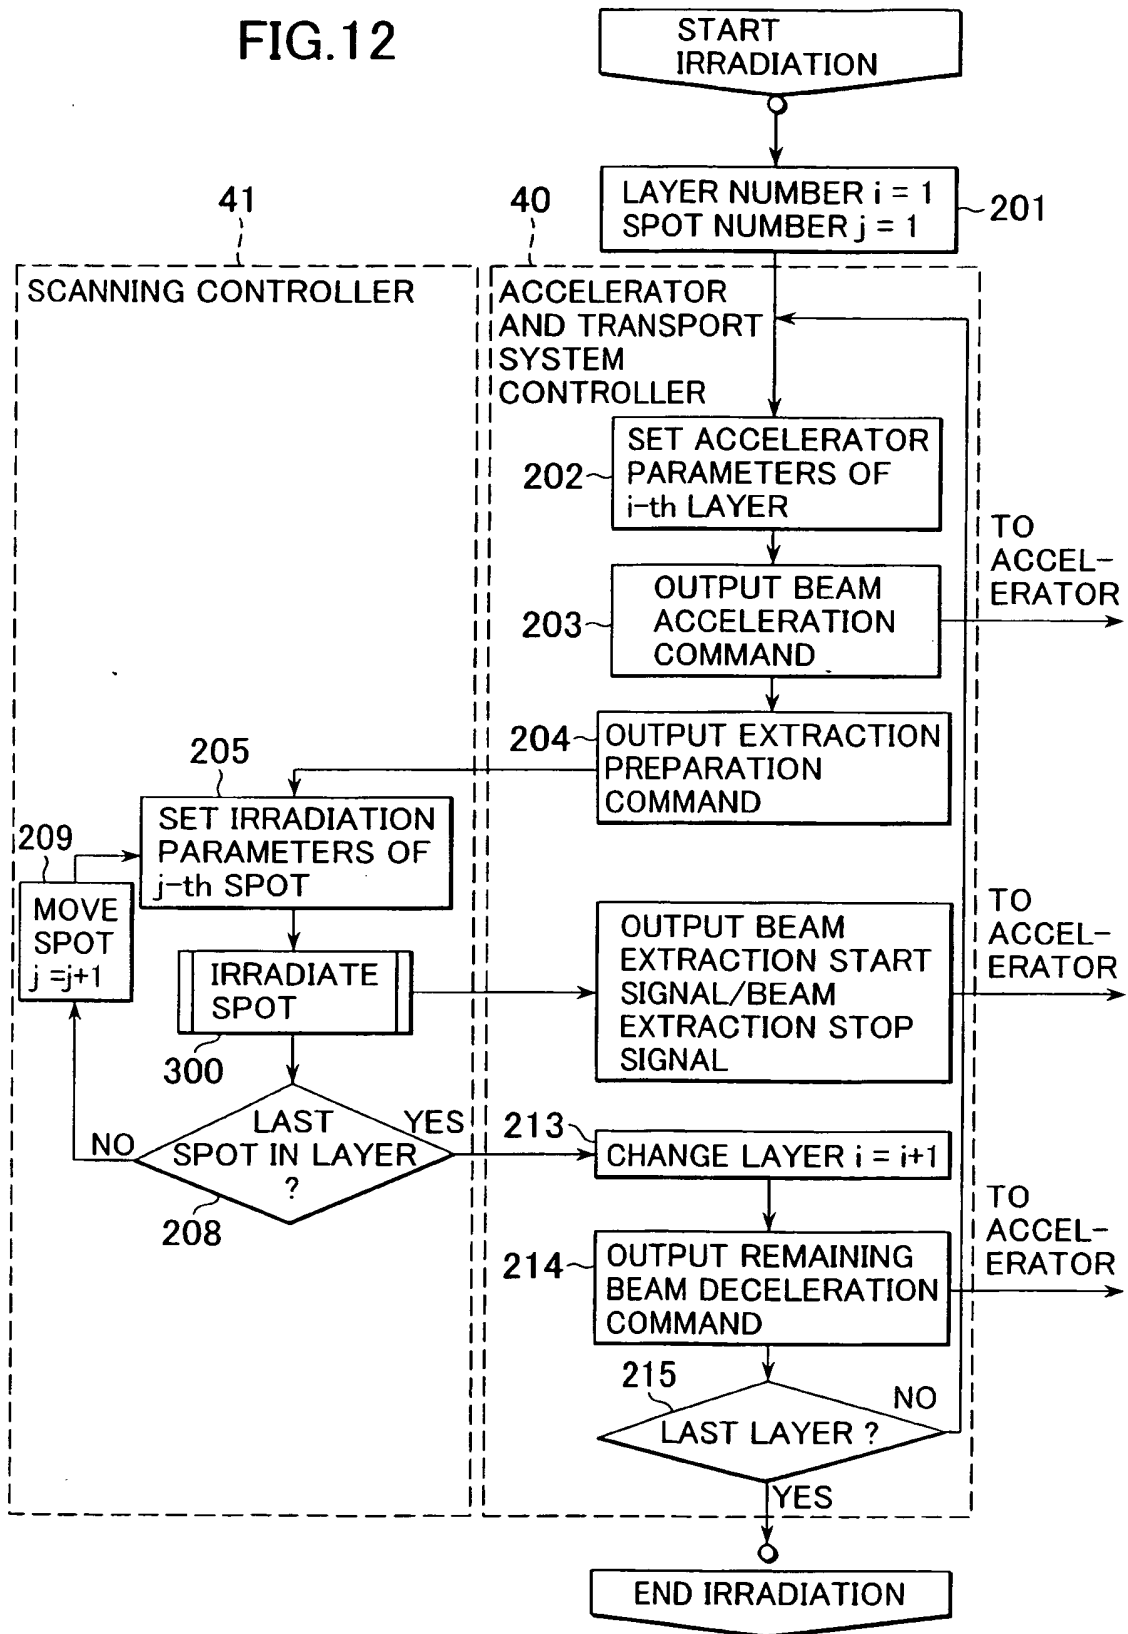 FIG.12
START
IRRADIATION
LAYER NUMBER i = 1
SPOT NUMBER j = 1
201
41
40
SCANNING CONTROLLER
ACCELERATOR
AND TRANSPORT
SYSTEM
CONTROLLER
SET ACCELERATOR
PARAMETERS OF
i-th LAYER
202
TO
ACCEL-
ERATOR
OUTPUT BEAM
ACCELERATION
COMMAND
203
204
OUTPUT EXTRACTION
PREPARATION
COMMAND
205
SET IRRADIATION
PARAMETERS OF
j-th SPOT
209
MOVE
SPOT
j =j+1
IRRADIATE
SPOT
300
OUTPUT BEAM
EXTRACTION START
SIGNAL/BEAM
EXTRACTION STOP
SIGNAL
TO
ACCEL-
ERATOR
LAST
SPOT IN LAYER
?
NO
YES
208
213
CHANGE LAYER i = i+1
214
OUTPUT REMAINING
BEAM DECELERATION
COMMAND
TO
ACCEL-
ERATOR
215
LAST LAYER ?
NO
YES
END IRRADIATION